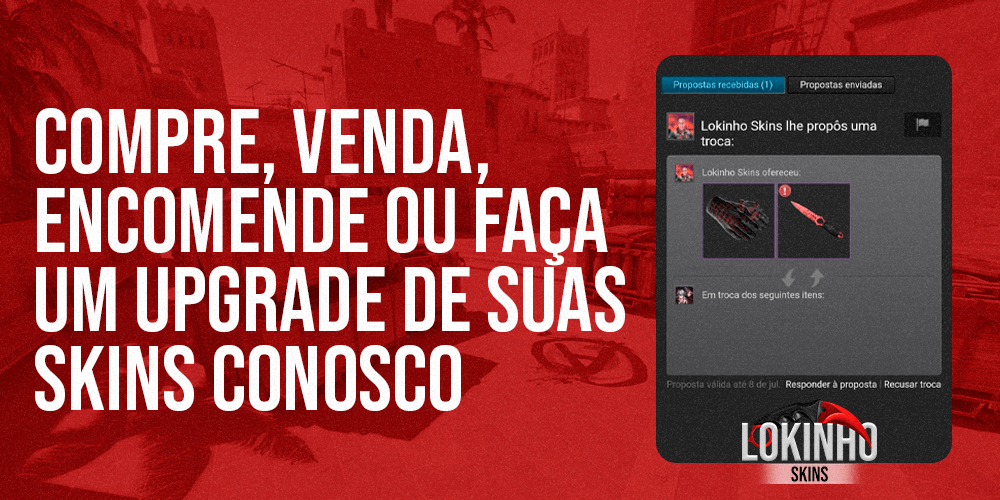 COMPRE, VENDA,
ENCOMENDE OU FAÇA
UM UPGRADE DE SUAS
SKINS CONOSCO
Propostas recebidas (1)
Propostas enviadas
Lokinho Skins lhe propôs uma
troca:
Lokinho Skins ofereceu:
!
Em troca dos seguintes itens:
Proposta válida até 8 de jul.
Responder à proposta | Recusar troca
LOKINHO
SKINS